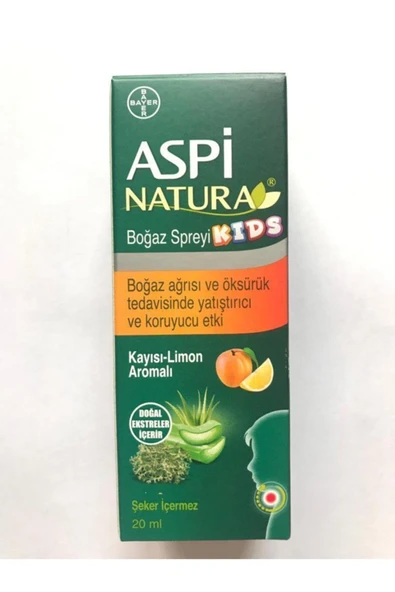 BAYER
BAYER
ASPİ
NATURA®
Boğaz Spreyi KIDS
Boğaz ağrısı ve öksürük
tedavisinde yatıştırıcı
ve koruyucu etki
Kayısı-Limon
Aromalı
DOĞAL
EKSTRELER
İÇERİR
Şeker İçermez
20 ml